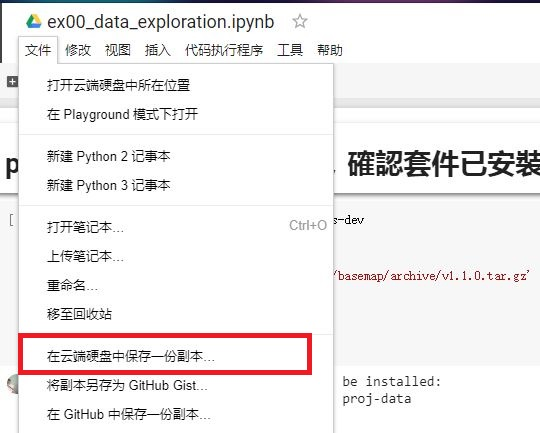 ex00_data_exploration.ipynb
文件 修改 视图 插入 代码执行程序 工具 帮助
打开云端硬盘中所在位置
在 Playground 模式下打开
新建 Python 2 记事本
p
，確認套件已安裝
新建 Python 3 记事本
[
打开笔记本… Ctrl+O
s-dev
上传笔记本…
/basemap/archive/v1.1.0.tar.gz'
重命名…
移至回收站
在云端硬盘中保存一份副本…
将副本另存为 GitHub Gist…
be installed:
proj-data
在 GitHub 中保存一份副本…